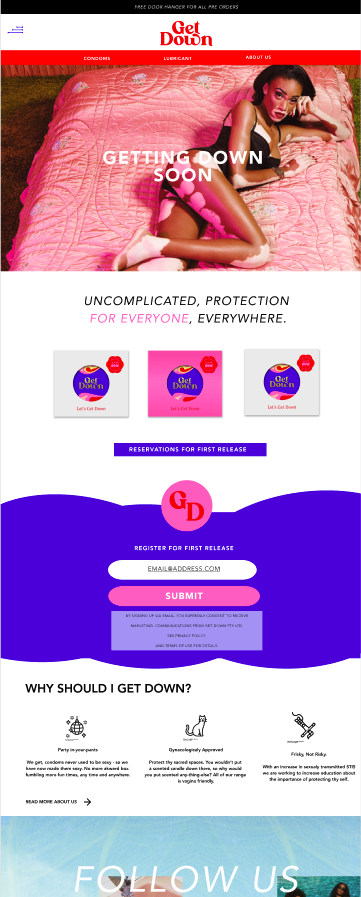 FREE DOOR HANGER FOR ALL PRE ORDERS
Get
Down
CONDOMS LUBRICANT ABOUT US
GETTING DOWN
SOON
UNCOMPLICATED, PROTECTION
FOR EVERYONE, EVERYWHERE.
Get Down
Let's Get Down
Get Down
Let's Get Down
Get Down
Let's Get Down
RESERVATIONS FOR FIRST RELEASE
GD
REGISTER FOR FIRST RELEASE
EMAIL@ADDRESS.COM
SUBMIT
BY SIGNING UP VIA EMAIL, YOU EXPRESSLY CONSENT TO RECEIVE
MARKETING COMMUNICATIONS FROM GET DOWN PTY LTD
SEE PRIVACY POLICY
AND TERMS OF USE FOR DETAILS
WHY SHOULD I GET DOWN?
Party in-your-pants
We get, condoms never used to be sexy - so we
have now made them sexy. No more akward box-
fumbling more fun times, any time and anywhere.
Gynecologically Approved
Protect thy sacred spaces. You wouldn't put
a scented candle down there, so why would
you put scented any-thing-else? All of our range
is vagina friendly.
Frisky, Not Risky.
With an increase in sexualy transmitted STIs
we are working to increase education about
the importance of protecting thy self.
READ MORE ABOUT US
FOLLOW US